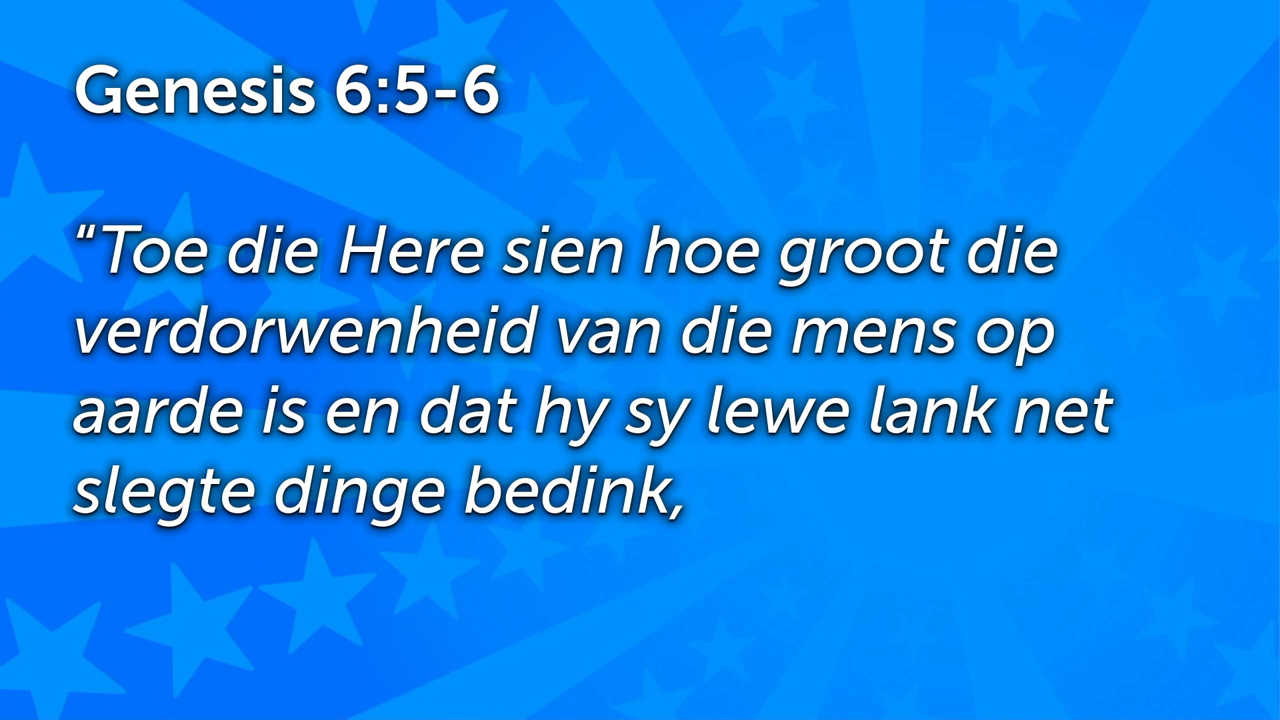 Genesis 6:5-6
“Toe die Here sien hoe groot die
verdorwenheid van die mens op
aarde is en dat hy sy lewe lank net
slegte dinge bedink,